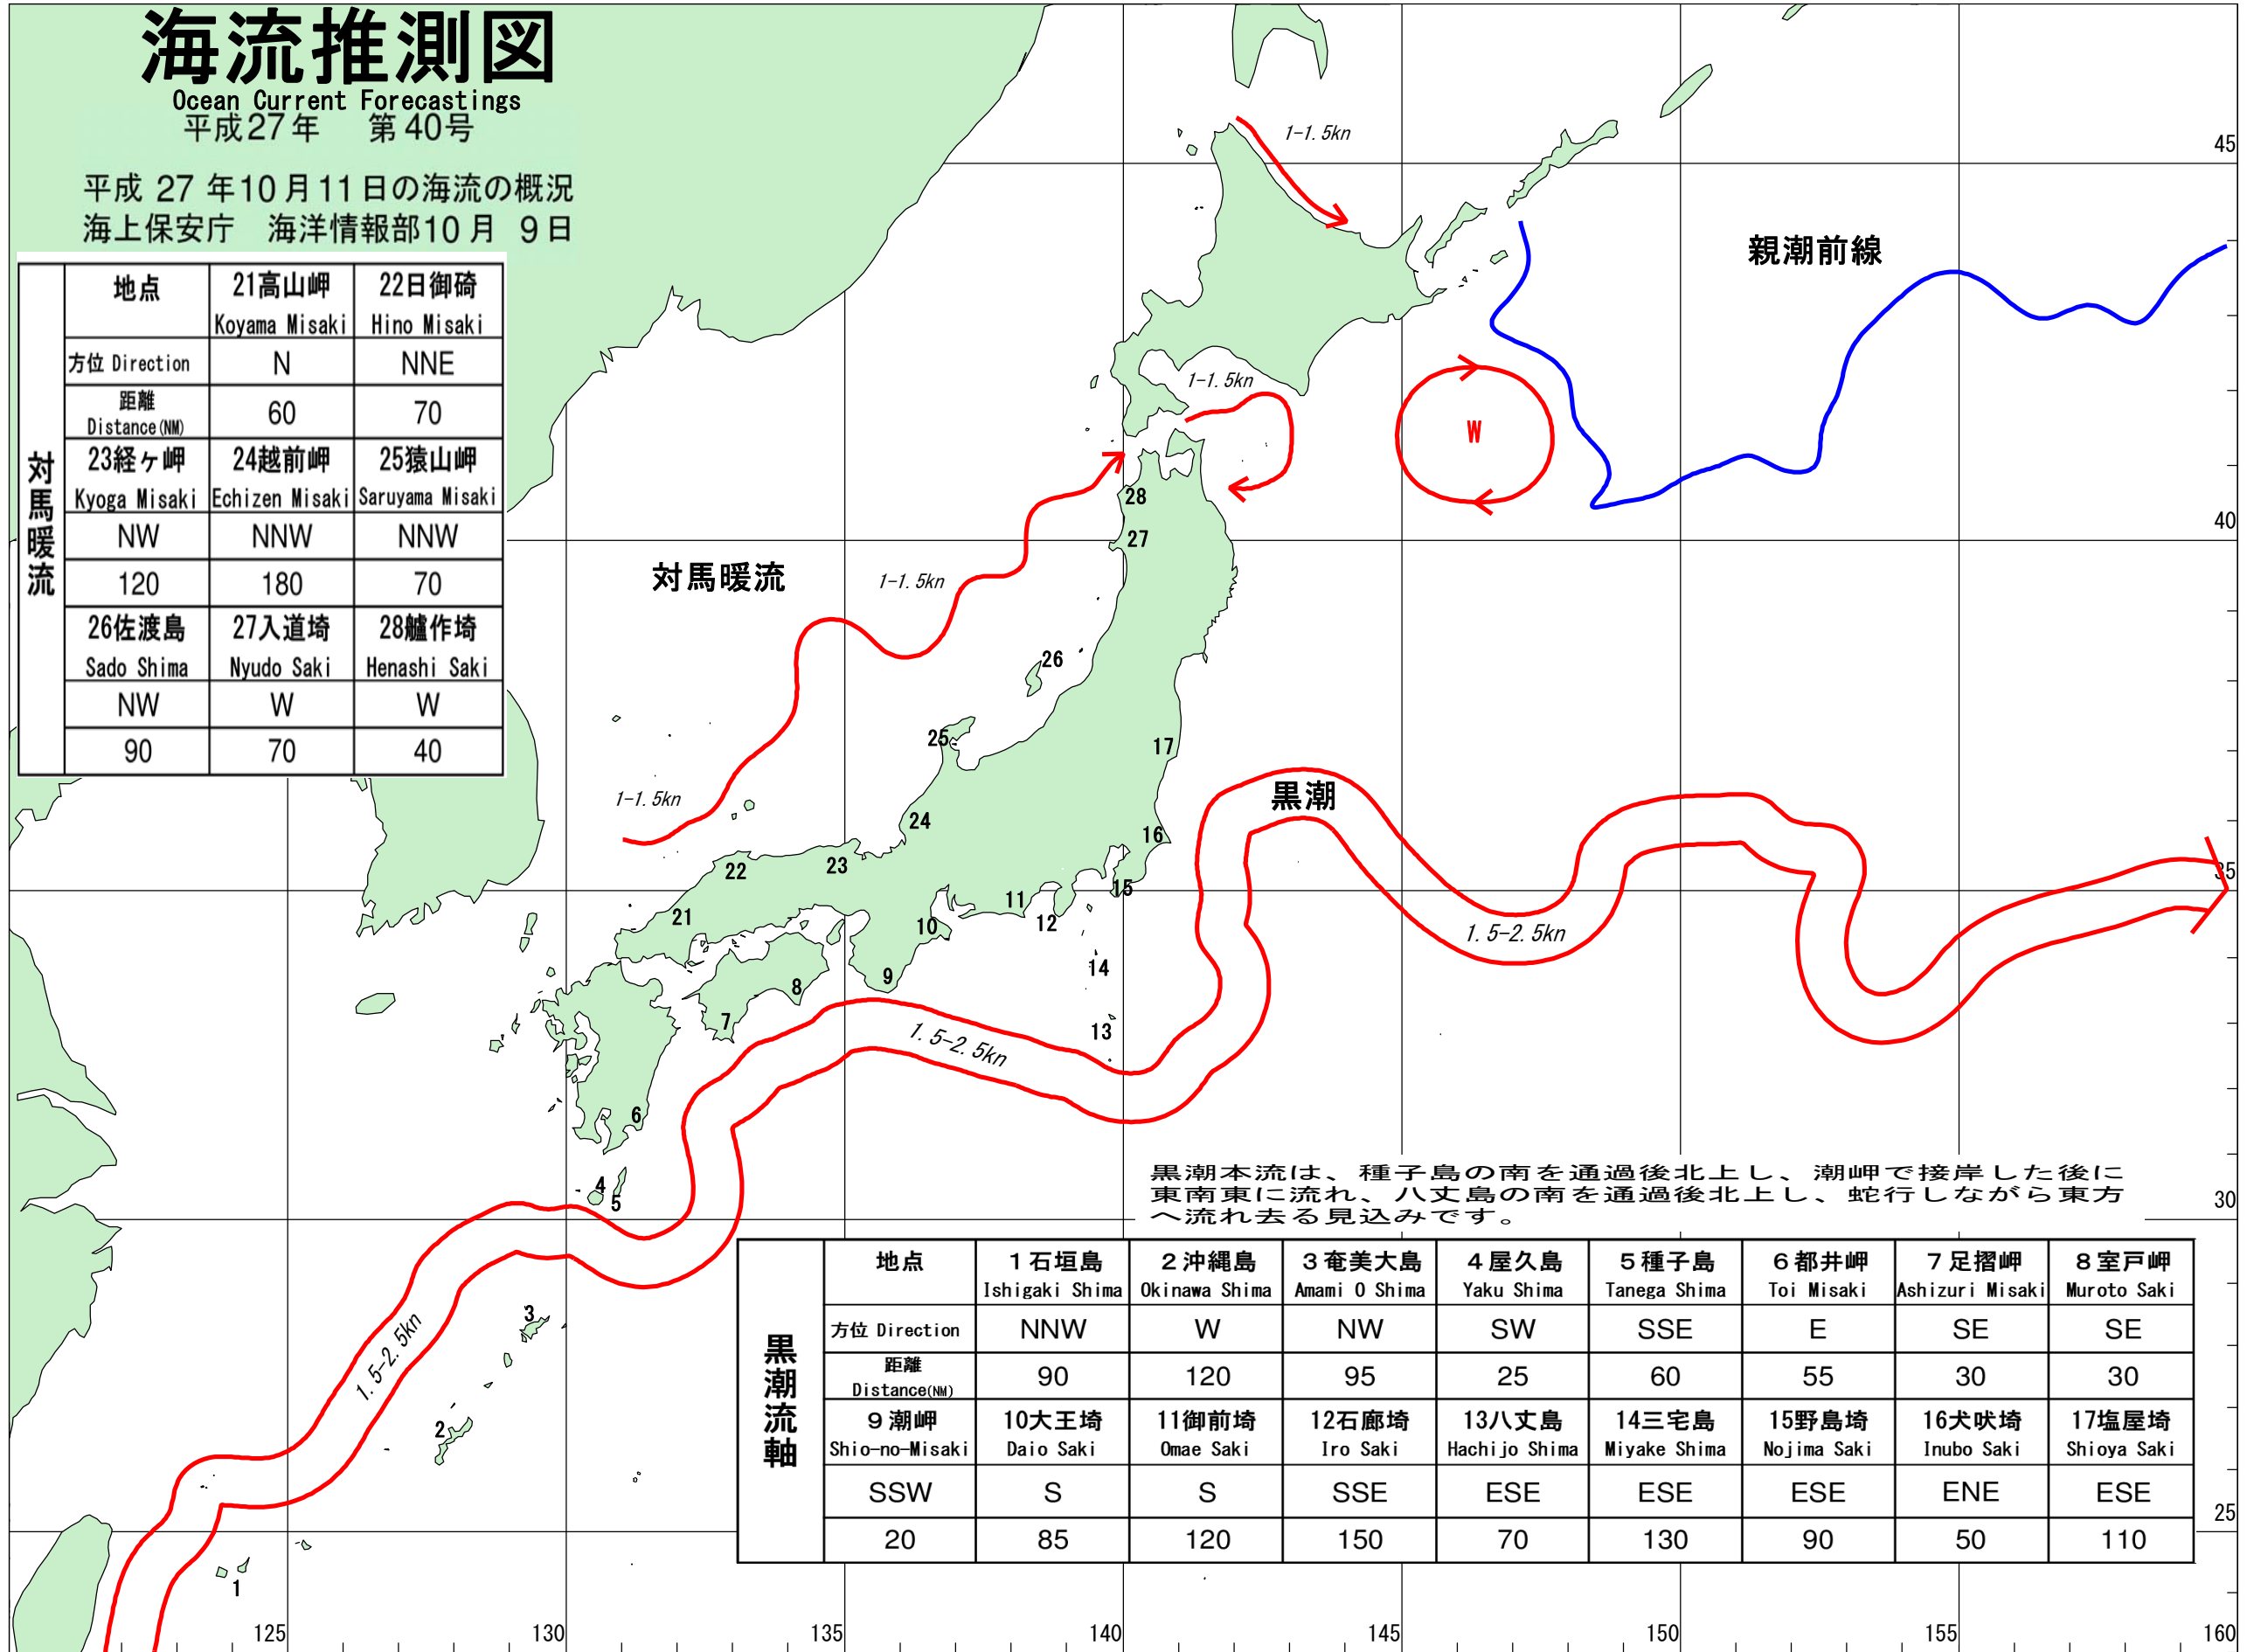 海流推測図
Ocean Current Forecastings
平成27年 第40号
平成 27 年10月11日の海流の概況
海上保安庁 海洋情報部10月 9日
対馬暖流
地点 21高山岬 22日御碕
Koyama Misaki Hino Misaki
方位 Direction N NNE
距離 Distance(NM) 60 70
23経ヶ岬 24越前岬 25猿山岬
Kyoga Misaki Echizen Misaki Saruyama Misaki
NW NNW NNW
120 180 70
26佐渡島 27入道埼 28艫作埼
Sado Shima Nyudo Saki Henashi Saki
NW W W
90 70 40
1-1.5kn
45
親潮前線
1-1.5kn
W
28
40
27
対馬暖流
1-1.5kn
26
25
17
1-1.5kn
黒潮
24
16
22
23
35
15
11
21
10
12
1.5-2.5kn
14
9
8
7
13
1.5-2.5kn
6
4
5
30
黒潮本流は、種子島の南を通過後北上し、潮岬で接岸した後に
東南東に流れ、八丈島の南を通過後北上し、蛇行しながら東方
へ流れ去る見込みです。
3
1.5-2.5kn
2
1
黒潮流軸
地点 1石垣島 2沖縄島 3奄美大島 4屋久島 5種子島 6都井岬 7足摺岬 8室戸岬
Ishigaki Shima Okinawa Shima Amami O Shima Yaku Shima Tanega Shima Toi Misaki Ashizuri Misaki Muroto Saki
方位 Direction NNW W NW SW SSE E SE SE
距離 Distance(NM) 90 120 95 25 60 55 30 30
9潮岬 10大王埼 11御前埼 12石廊埼 13八丈島 14三宅島 15野島埼 16犬吠埼 17塩屋埼
Shio-no-Misaki Daio Saki Omae Saki Iro Saki Hachijo Shima Miyake Shima Nojima Saki Inubo Saki Shioya Saki
SSW S S SSE ESE ESE ESE ENE ESE
20 85 120 150 70 130 90 50 110
25
125 130 135 140 145 150 155 160